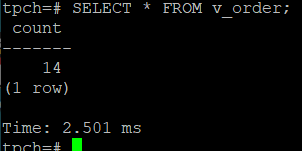 tpch=# SELECT * FROM v_order;
 count
-------
    14
(1 row)

Time: 2.501 ms
tpch=#